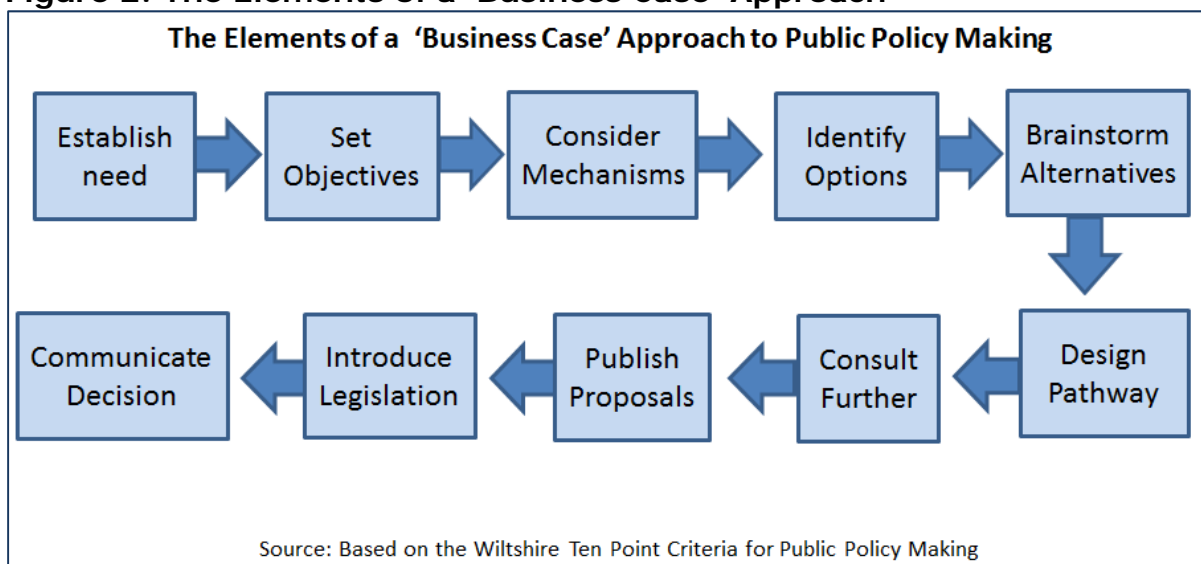 The Elements of a ‘Business Case’ Approach to Public Policy Making
Establish
need
Set
Objectives
Consider
Mechanisms
Identify
Options
Brainstorm
Alternatives
Design
Pathway
Consult
Further
Publish
Proposals
Introduce
Legislation
Communicate
Decision
Source: Based on the Wiltshire Ten Point Criteria for Public Policy Making